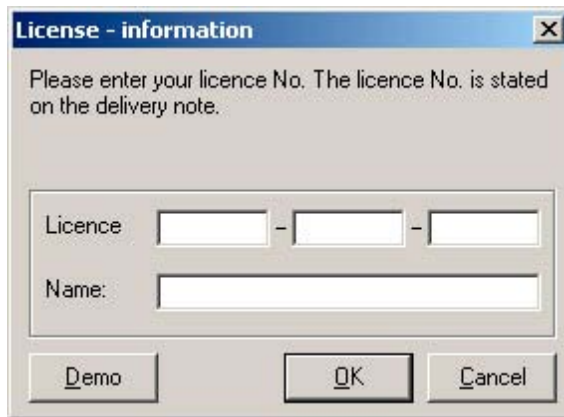 License - information
Please enter your licence No. The licence No. is stated
on the delivery note.
Licence - -
Name:
Demo OK Cancel